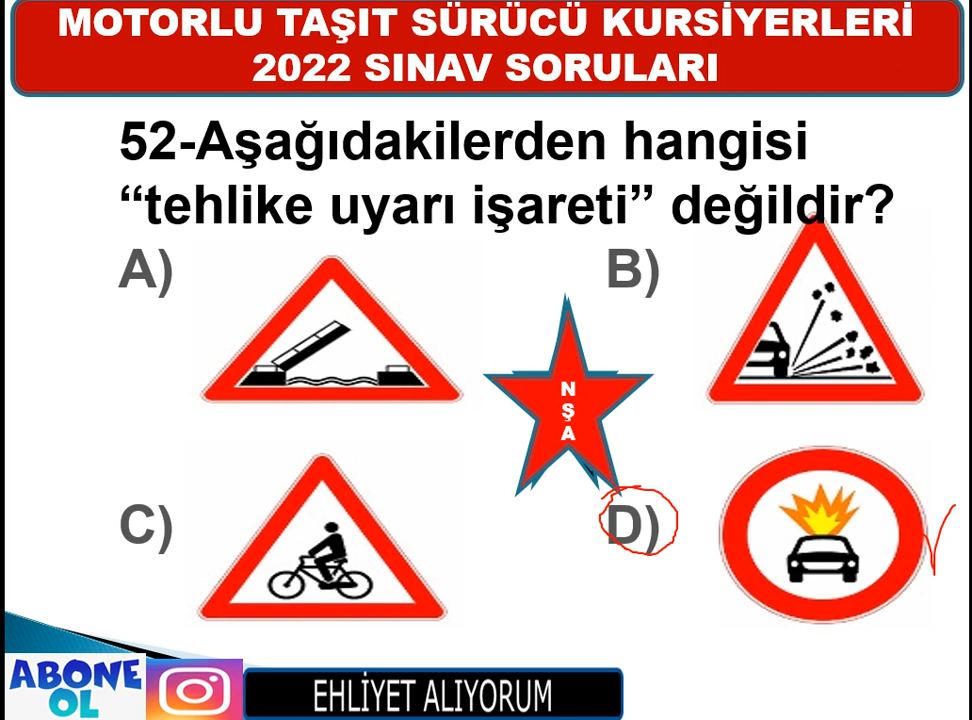 MOTORLU TAŞIT SÜRÜCÜ KURSİYERLERİ
2022 SINAV SORULARI
52-Aşağıdakilerden hangisi
“tehlike uyarı işareti” değildir?
A)
B)
N
Ş
A
C)
D)
ABONE
OL
EHLİYET ALIYORUM